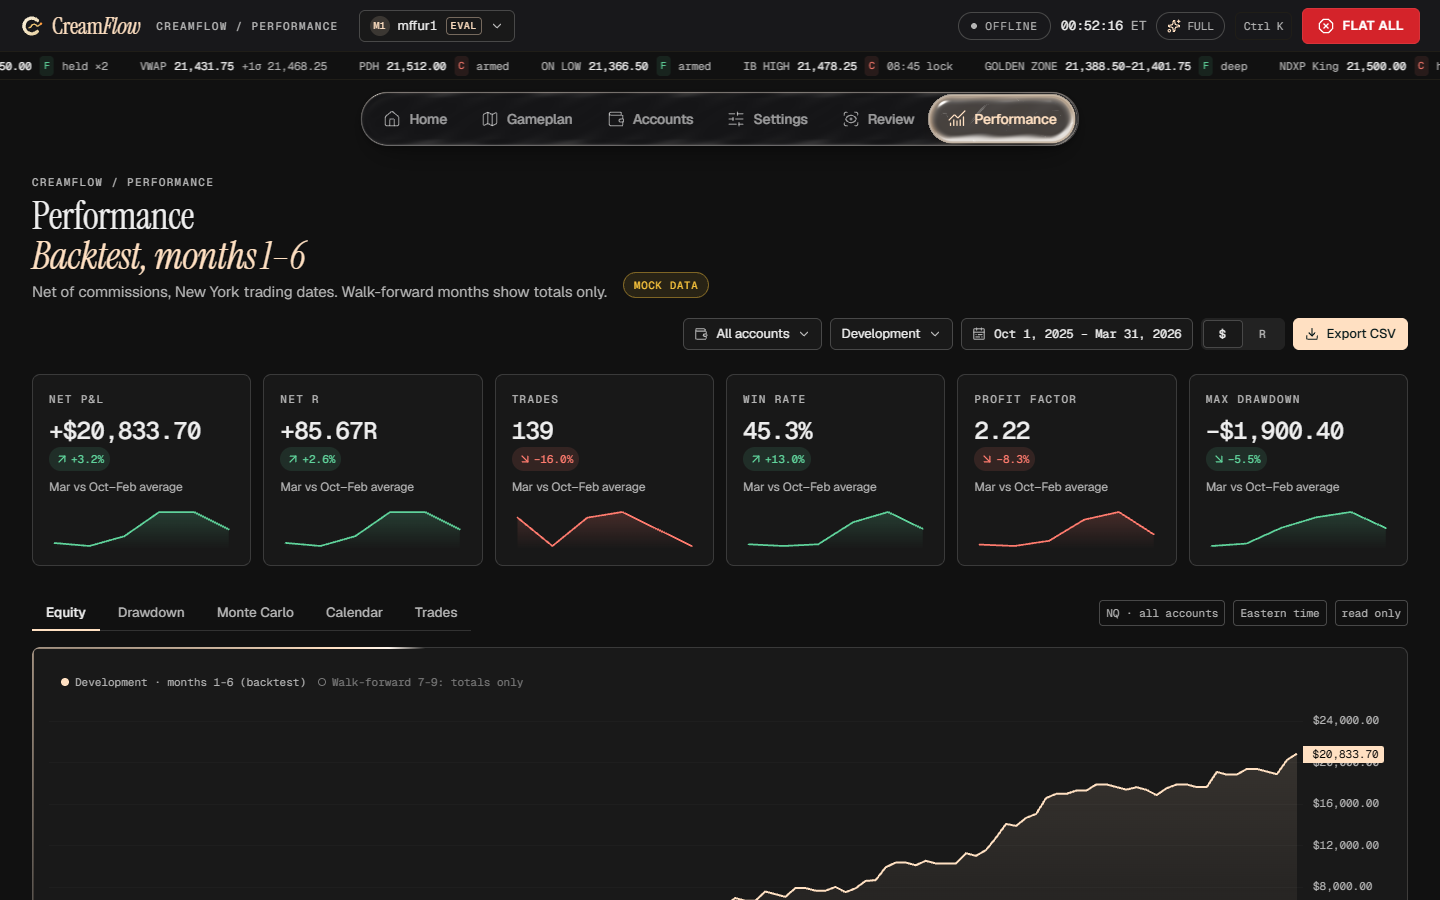 CreamFlow CREAMFLOW / PERFORMANCE M1 mffur1 EVAL OFFLINE 00:52:16 ET FULL Ctrl K FLAT ALL
50.00 F held ×2 VWAP 21,431.75 +1σ 21,468.25 PDH 21,512.00 C armed ON LOW 21,366.50 F armed IB HIGH 21,478.25 C 08:45 lock GOLDEN ZONE 21,388.50–21,401.75 F deep NDXP King 21,500.00 C
Home Gameplan Accounts Settings Review Performance
CREAMFLOW / PERFORMANCE
Performance
Backtest, months 1–6
Net of commissions, New York trading dates. Walk-forward months show totals only. MOCK DATA
All accounts Development Oct 1, 2025 – Mar 31, 2026 $ R Export CSV
NET P&L NET R TRADES WIN RATE PROFIT FACTOR MAX DRAWDOWN
+$20,833.70 +85.67R 139 45.3% 2.22 −$1,900.40
+3.2% +2.6% −16.0% +13.0% −8.3% −5.5%
Mar vs Oct–Feb average Mar vs Oct–Feb average Mar vs Oct–Feb average Mar vs Oct–Feb average Mar vs Oct–Feb average Mar vs Oct–Feb average
Equity Drawdown Monte Carlo Calendar Trades NQ · all accounts Eastern time read only
Development · months 1–6 (backtest) Walk-forward 7–9: totals only
$24,000.00
$20,833.70
$20,000.00
$16,000.00
$12,000.00
$8,000.00